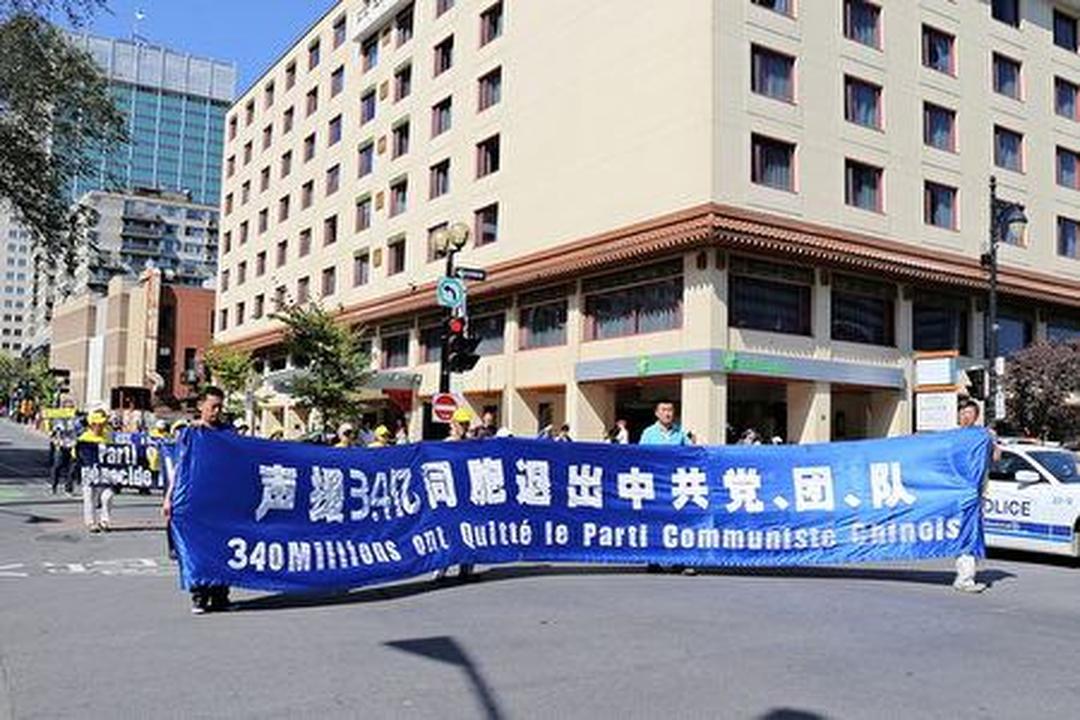 声援3.4亿同胞退出中共党、团、队
340Millions ont Quitté le Parti Communiste Chinois
Parti
génocide
POLICE